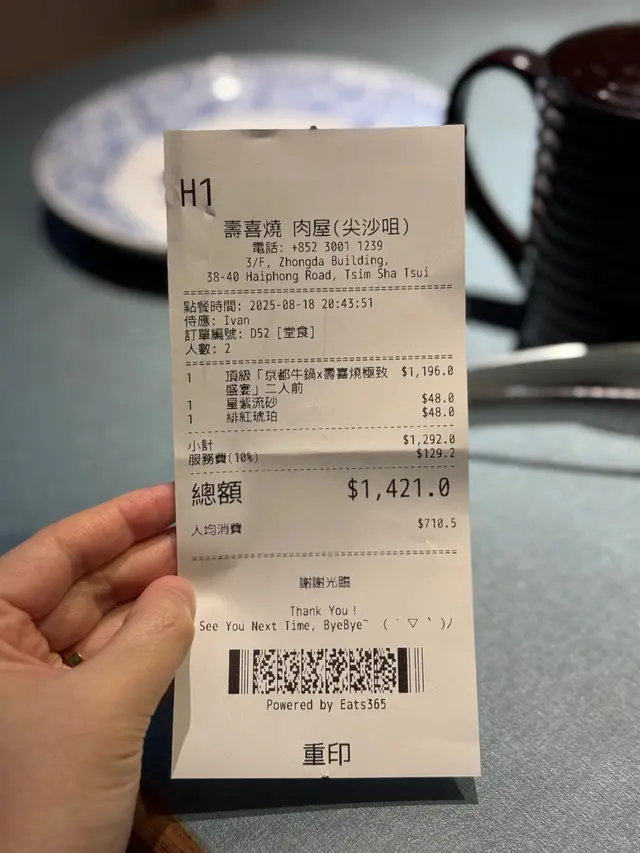 H1
壽喜燒 肉屋(尖沙咀)
電話: +852 3001 1239
3/F, Zhongda Building,
38-40 Haiphong Road, Tsim Sha Tsui
點餐時間: 2025-08-18 20:43:51
侍應: Ivan
訂單編號: D52 [堂食]
人數: 2
1 頂級「京都牛鍋x壽喜燒極致 $1,196.0
盛宴」二人前
1 星紫流砂 $48.0
1 緋紅琥珀 $48.0
小計 $1,292.0
服務費(10%) $129.2
總額 $1,421.0
人均消費 $710.5
謝謝光臨
Thank You !
See You Next Time, ByeBye~ ( ˙ ▽ ˋ )ﾉ
Powered by Eats365
重印